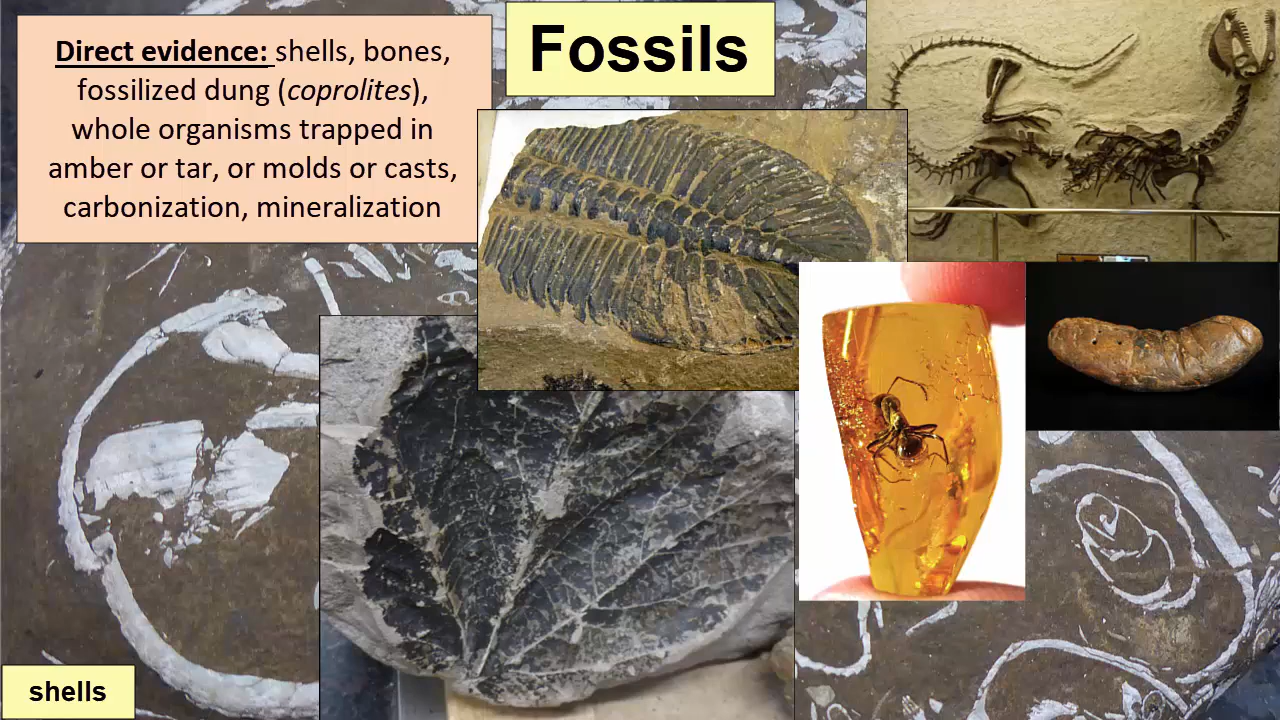 Fossils
Direct evidence: shells, bones,
fossilized dung (coprolites),
whole organisms trapped in
amber or tar, or molds or casts,
carbonization, mineralization
shells